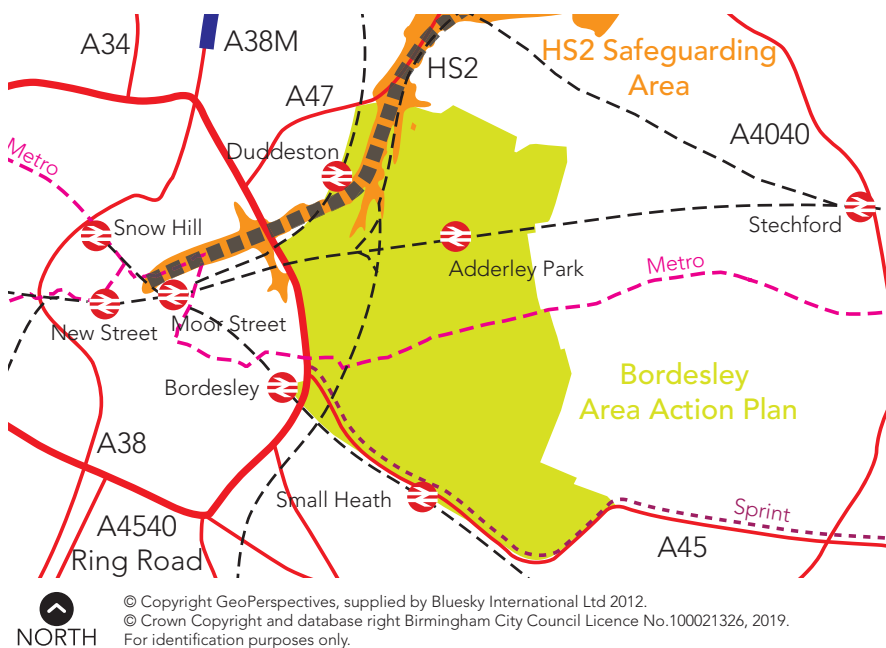 A34
A38M
HS2
HS2 Safeguarding
Area
A47
A4040
Metro
Duddeston
Snow Hill
Stechford
Adderley Park
Metro
New Street
Moor Street
Bordesley
Bordesley
Area Action Plan
A38
Small Heath
Sprint
A4540
Ring Road
A45
NORTH
© Copyright GeoPerspectives, supplied by Bluesky International Ltd 2012.
© Crown Copyright and database right Birmingham City Council Licence No.100021326, 2019.
For identification purposes only.